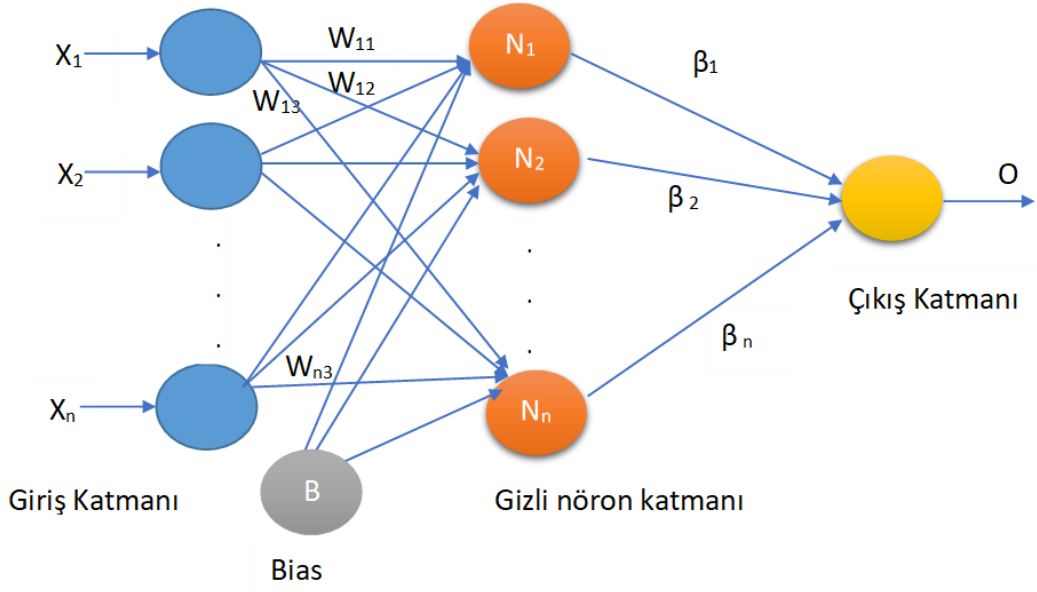 X1
W11
N1
β1
W12
W13
X2
N2
β 2
O
.
.
.
.
.
.
Çıkış Katmanı
β n
Wn3
Xn
Nn
Giriş Katmanı
B
Gizli nöron katmanı
Bias